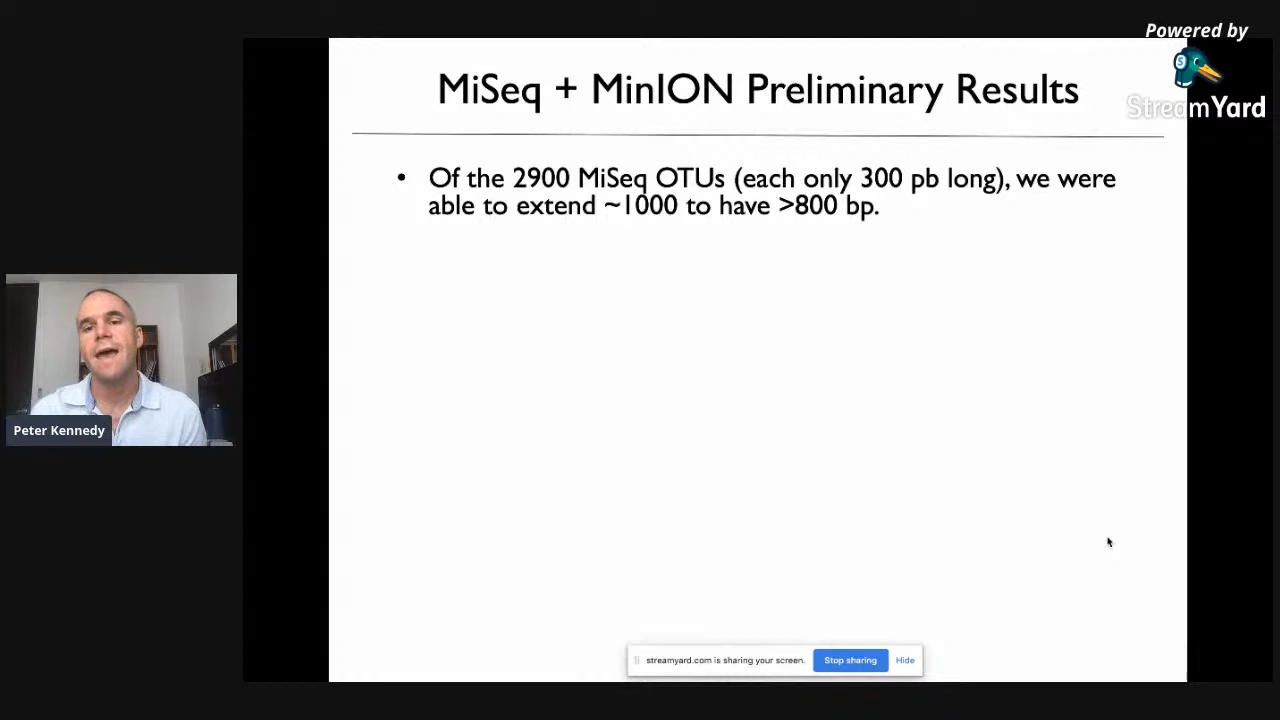 Powered by
StreamYard
MiSeq + MinION Preliminary Results
• Of the 2900 MiSeq OTUs (each only 300 pb long), we were
able to extend ~1000 to have >800 bp.
Peter Kennedy
streamyard.com is sharing your screen.
Stop sharing
Hide